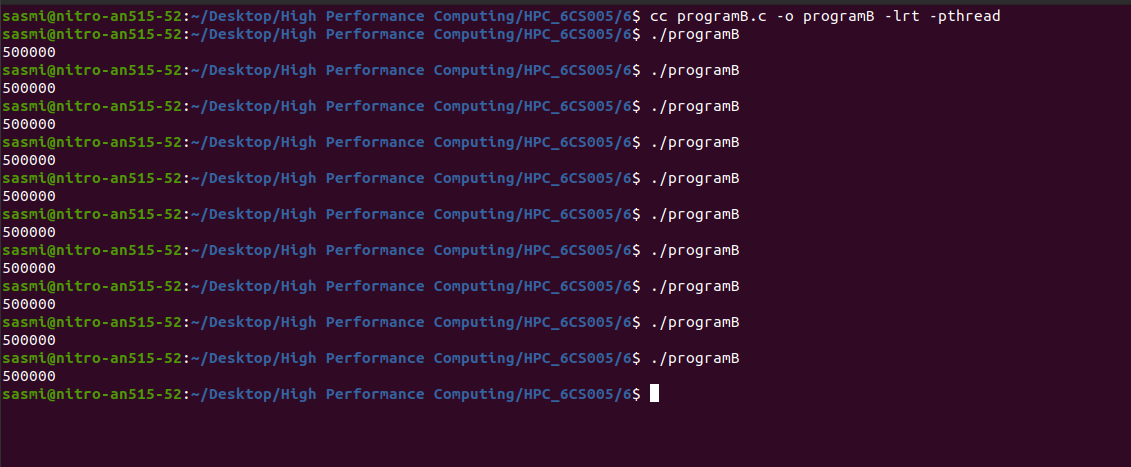 sasmi@nitro-an515-52:~/Desktop/High Performance Computing/HPC_6CS005/6$ cc programB.c -o programB -lrt -pthread
sasmi@nitro-an515-52:~/Desktop/High Performance Computing/HPC_6CS005/6$ ./programB
500000
sasmi@nitro-an515-52:~/Desktop/High Performance Computing/HPC_6CS005/6$ ./programB
500000
sasmi@nitro-an515-52:~/Desktop/High Performance Computing/HPC_6CS005/6$ ./programB
500000
sasmi@nitro-an515-52:~/Desktop/High Performance Computing/HPC_6CS005/6$ ./programB
500000
sasmi@nitro-an515-52:~/Desktop/High Performance Computing/HPC_6CS005/6$ ./programB
500000
sasmi@nitro-an515-52:~/Desktop/High Performance Computing/HPC_6CS005/6$ ./programB
500000
sasmi@nitro-an515-52:~/Desktop/High Performance Computing/HPC_6CS005/6$ ./programB
500000
sasmi@nitro-an515-52:~/Desktop/High Performance Computing/HPC_6CS005/6$ ./programB
500000
sasmi@nitro-an515-52:~/Desktop/High Performance Computing/HPC_6CS005/6$ ./programB
500000
sasmi@nitro-an515-52:~/Desktop/High Performance Computing/HPC_6CS005/6$ ./programB
500000
sasmi@nitro-an515-52:~/Desktop/High Performance Computing/HPC_6CS005/6$